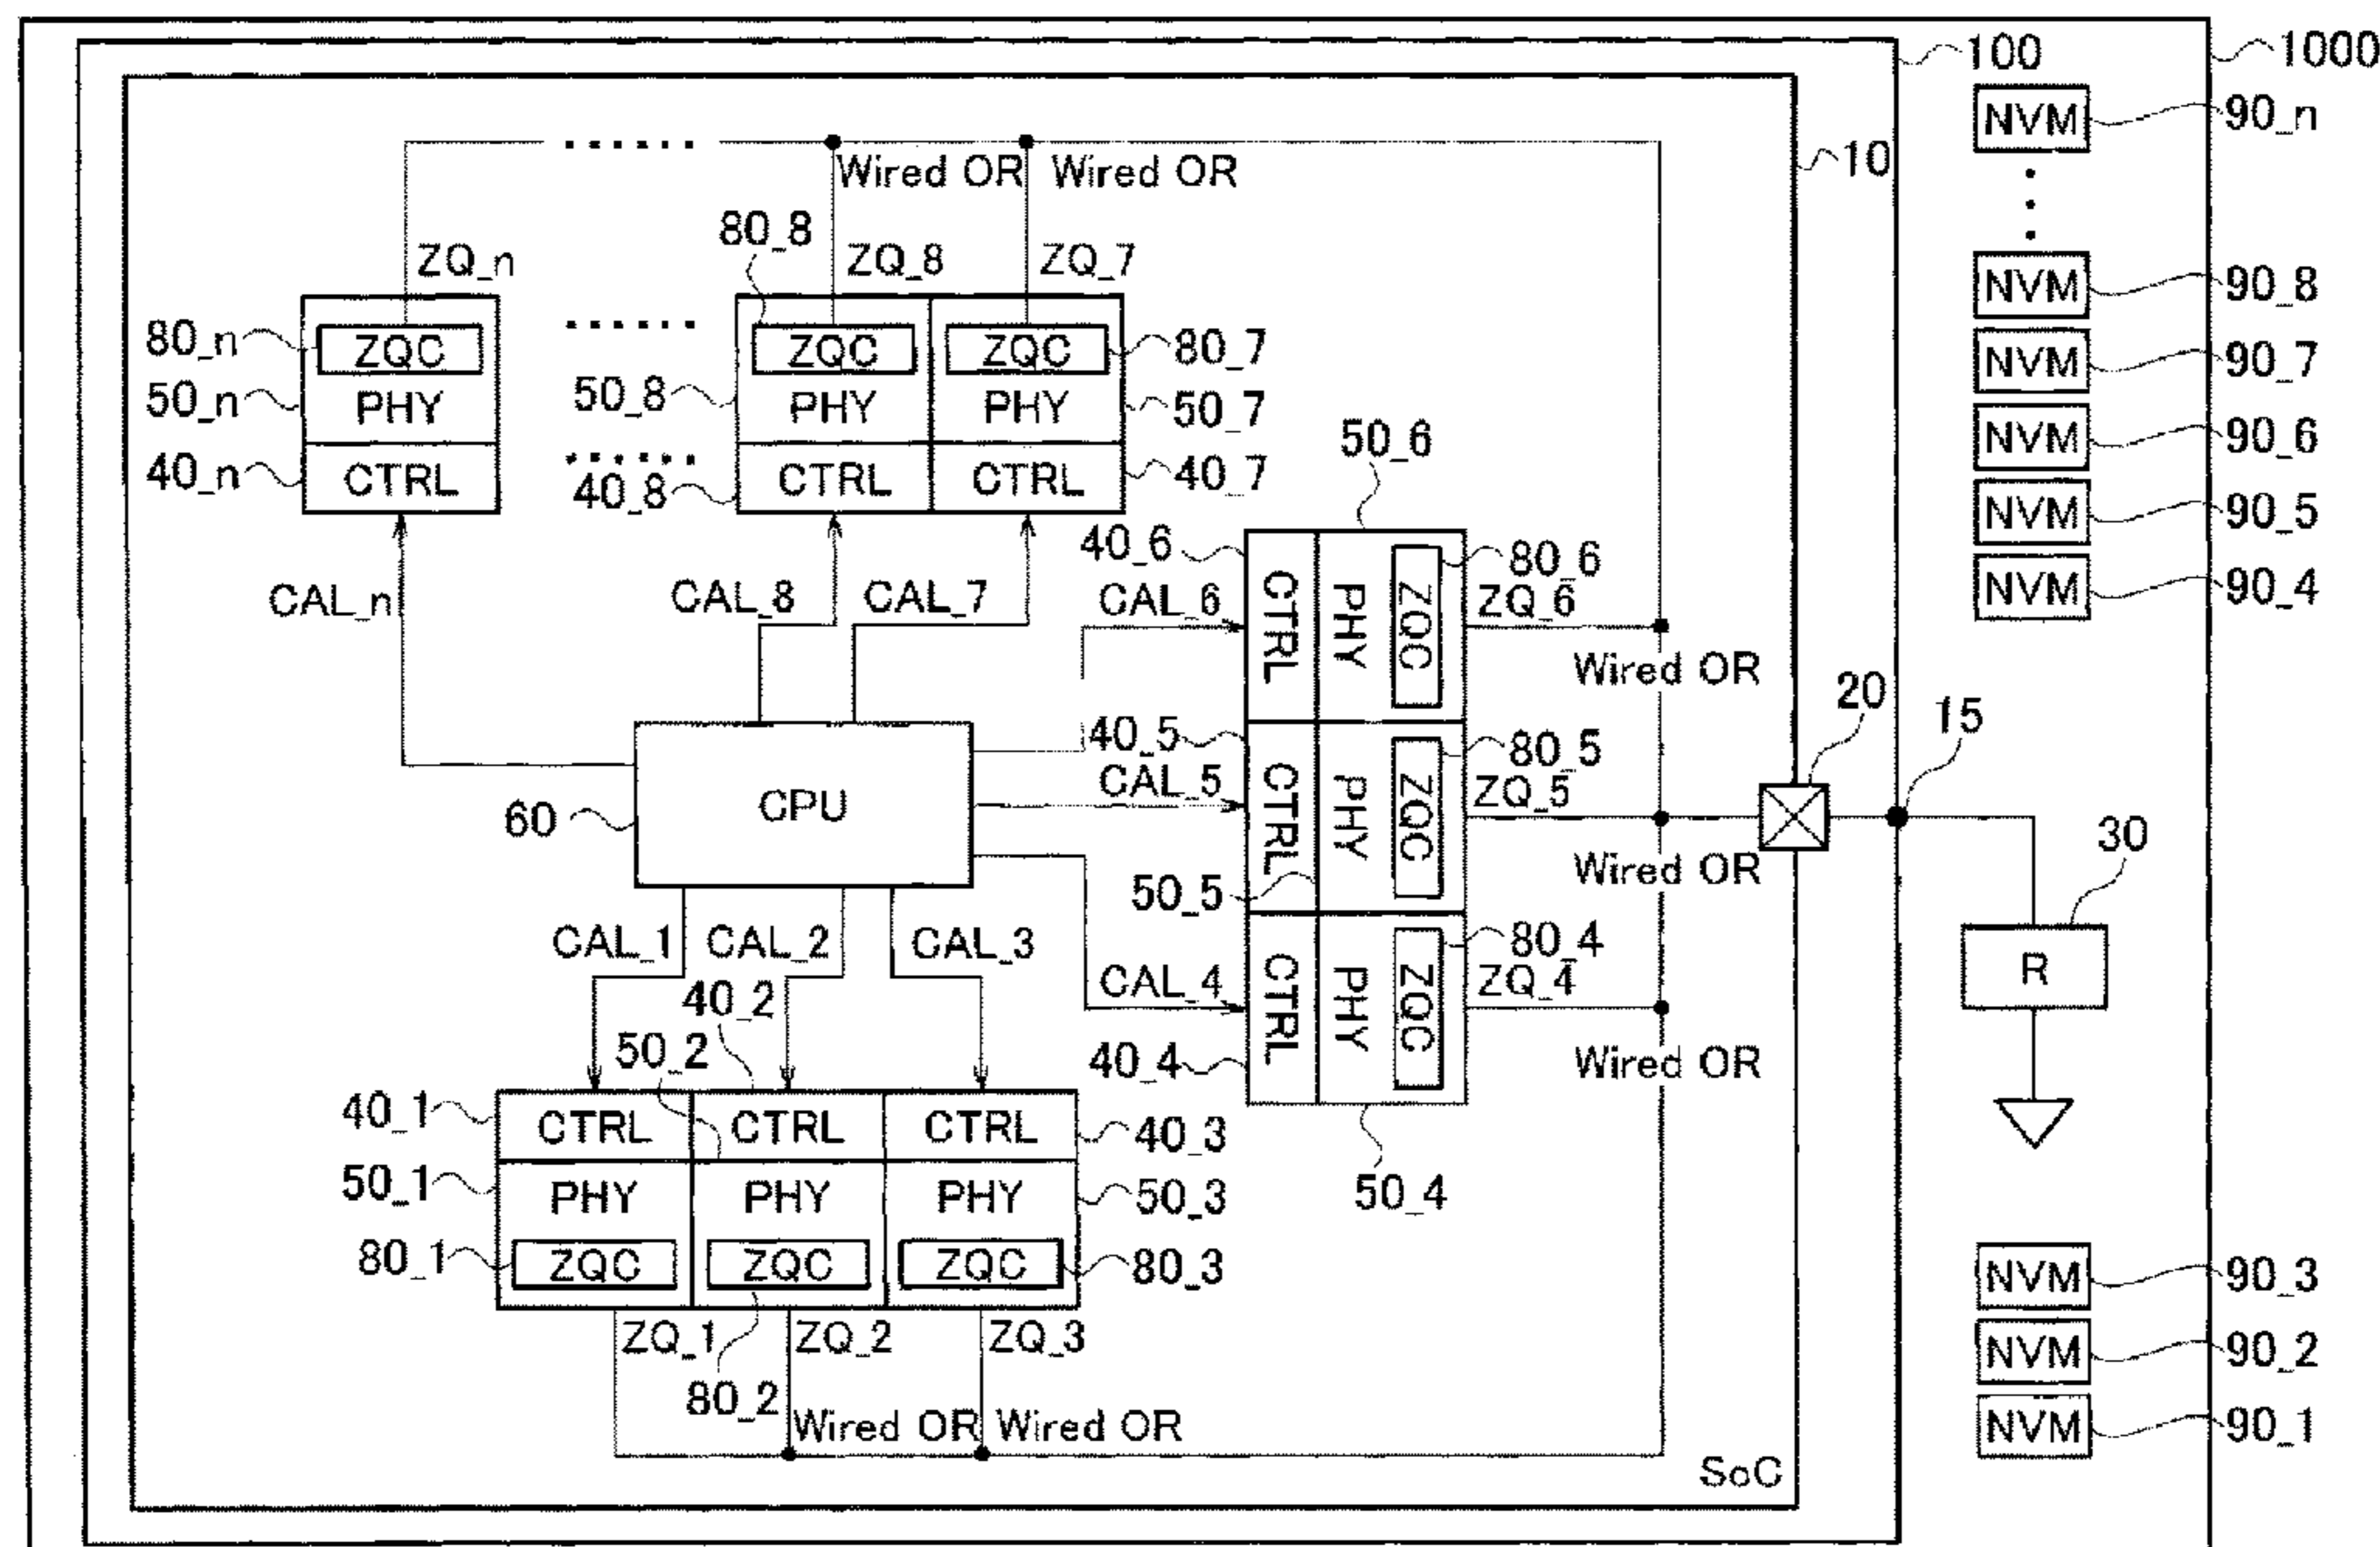 100
1000
NVM 90_n
10
Wired OR Wired OR
80_8
ZQ_n ZQ_8 ZQ_7
NVM 90_8
80_n ZQC ZQC ZQC 80_7
NVM 90_7
50_n PHY 50_8 PHY PHY 50_7
NVM 90_6
50_6
40_n CTRL 40_8 CTRL CTRL 40_7
NVM 90_5
40_6 CTRL PHY ZQC 80_6
NVM 90_4
CAL_n CAL_8 CAL_7 CAL_6 ZQ_6
Wired OR
20
15
40_5 CTRL PHY ZQC 80_5
CAL_5 ZQ_5
60 CPU
30
50_5 Wired OR
CAL_1 CAL_2 CAL_3
CTRL PHY ZQC 80_4
R
40_2 CAL_4 ZQ_4
50_2
40_4 Wired OR
40_1 CTRL CTRL CTRL 40_3
50_1 PHY PHY PHY 50_3
50_4
80_1 ZQC ZQC ZQC 80_3
NVM 90_3
ZQ_1 ZQ_2 ZQ_3
NVM 90_2
80_2
Wired OR Wired OR
NVM 90_1
SoC